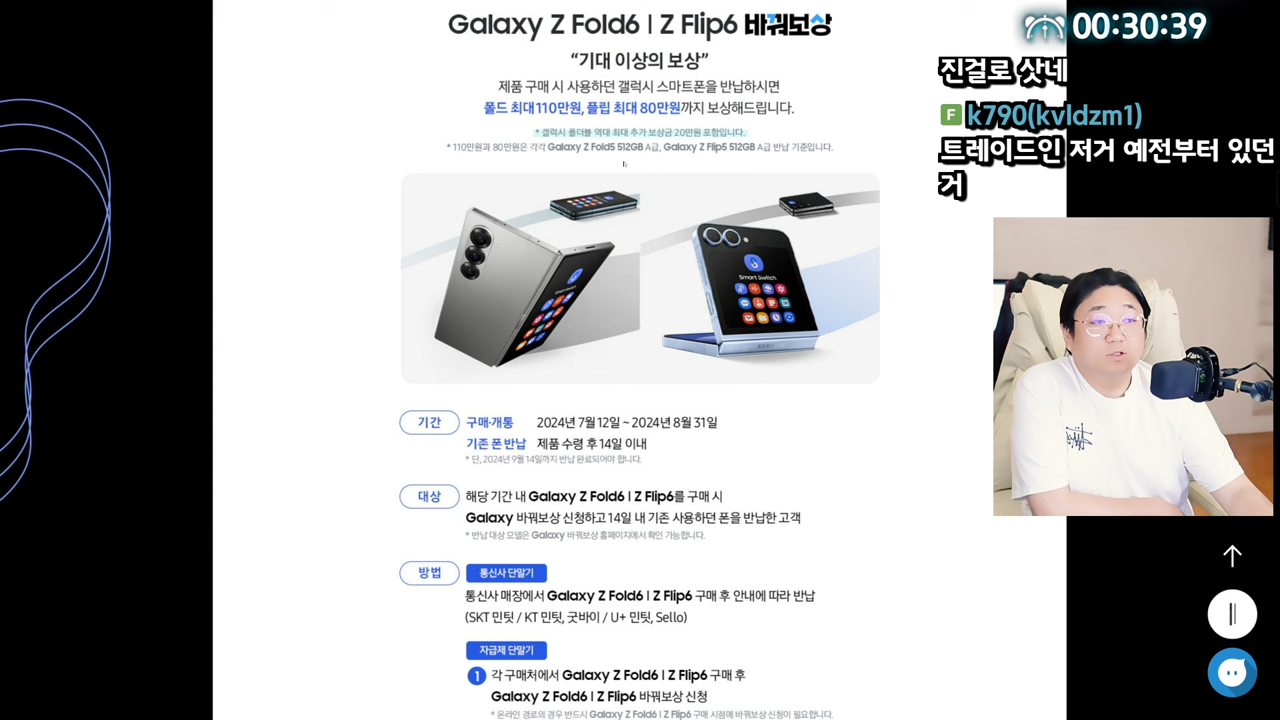 Galaxy Z Fold6 | Z Flip6 바꿔보상
“기대 이상의 보상”
제품 구매 시 사용하던 갤럭시 스마트폰을 반납하시면
폴드 최대 110만원, 플립 최대 80만원까지 보상해드립니다.
* 갤럭시 폴더블 역대 최대 추가 보상금 20만원 포함입니다.
* 110만원과 80만원은 각각 Galaxy Z Fold5 512GB A급, Galaxy Z Flip5 512GB A급 반납 기준입니다.
Smart Switch
기간
구매·개통 2024년 7월 12일 ~ 2024년 8월 31일
기존 폰 반납 제품 수령 후 14일 이내
* 단, 2024년 9월 14일까지 반납 완료되어야 합니다.
대상
해당 기간 내 Galaxy Z Fold6 | Z Flip6를 구매 시
Galaxy 바꿔보상 신청하고 14일 내 기존 사용하던 폰을 반납한 고객
* 반납 대상 모델은 Galaxy 바꿔보상 홈페이지에서 확인 가능합니다.
방법
통신사 단말기
통신사 매장에서 Galaxy Z Fold6 | Z Flip6 구매 후 안내에 따라 반납
(SKT 민팃 / KT 민팃, 굿바이 / U+ 민팃, Sello)
자급제 단말기
1 각 구매처에서 Galaxy Z Fold6 | Z Flip6 구매 후
Galaxy Z Fold6 | Z Flip6 바꿔보상 신청
* 온라인 경로의 경우 반드시 Galaxy Z Fold6 | Z Flip6 구매 시점에 바꿔보상 신청이 필요합니다.
00:30:39
진걸로 삿네
F k790(kvldzm1)
트레이드인 저거 예전부터 있던
거